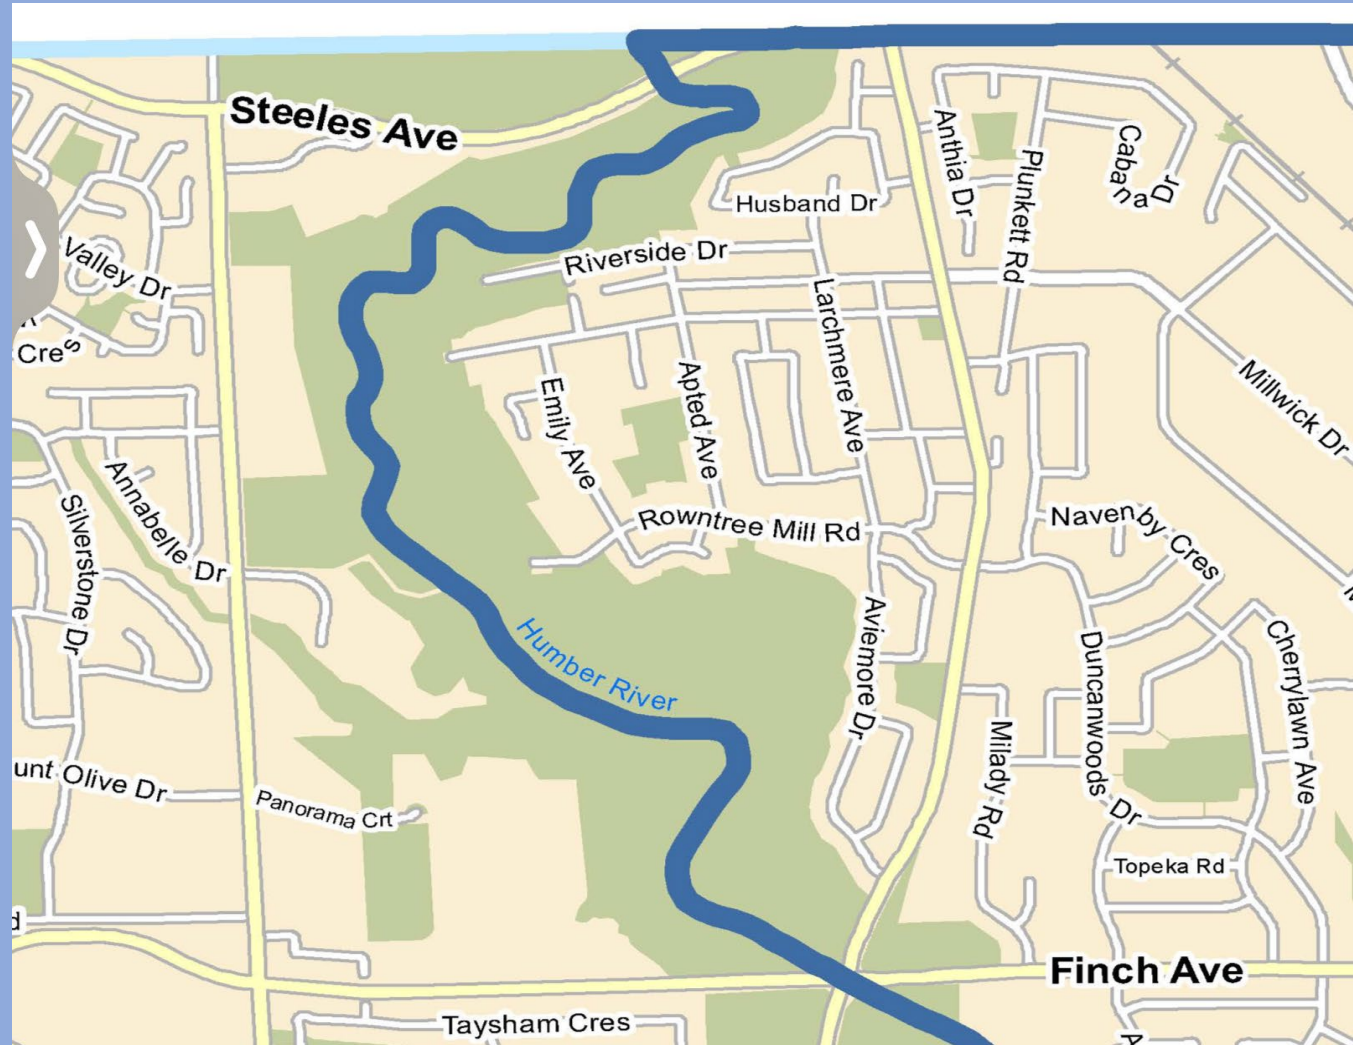 Steeles Ave
Anthia Dr
Plunkett Rd
Cabana Dr
Husband Dr
Valley Dr
Riverside Dr
Cres
Larchmere Ave
Emily Ave
Apted Ave
Millwick Dr
Silverstone Dr
Annabelle Dr
Rowntree Mill Rd
Navenby Cres
Humber River
Aviemore Dr
Duncanwoods Dr
Cherrylawn Ave
Milady Rd
unt Olive Dr
Panorama Crt
Topeka Rd
d
Finch Ave
Taysham Cres
A